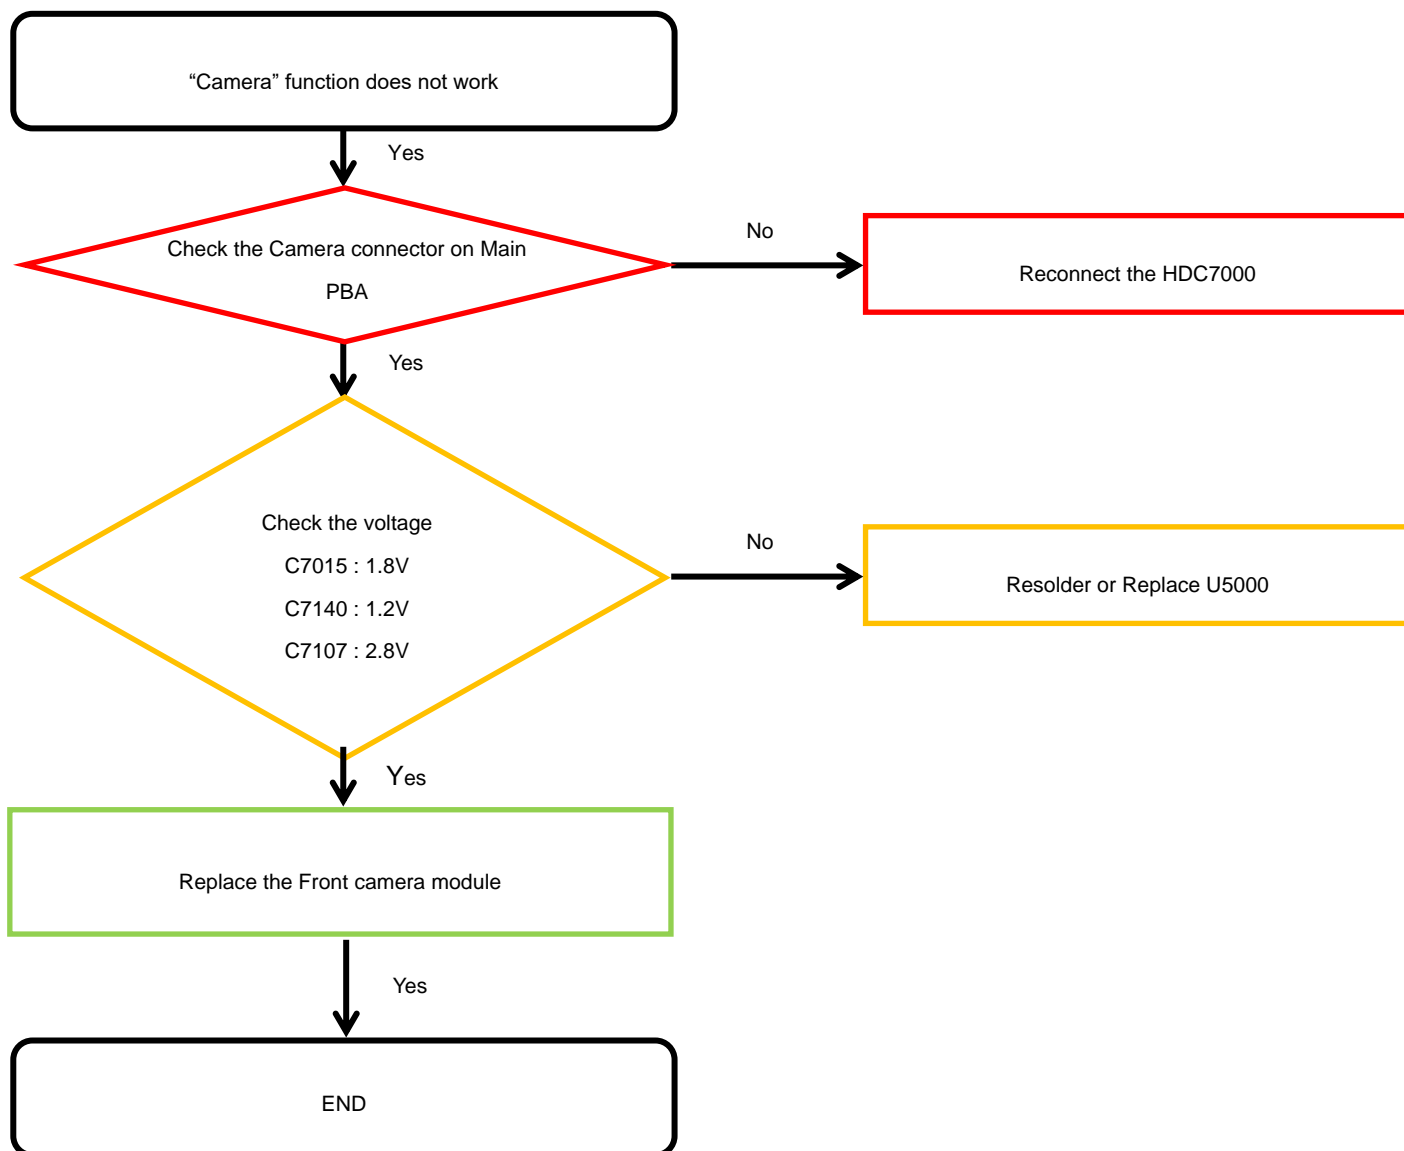 “Camera” function does not work
Yes
Check the Camera connector on Main
PBA
No
Reconnect the HDC7000
Yes
Check the voltage
C7015 : 1.8V
C7140 : 1.2V
C7107 : 2.8V
No
Resolder or Replace U5000
Yes
Replace the Front camera module
Yes
END